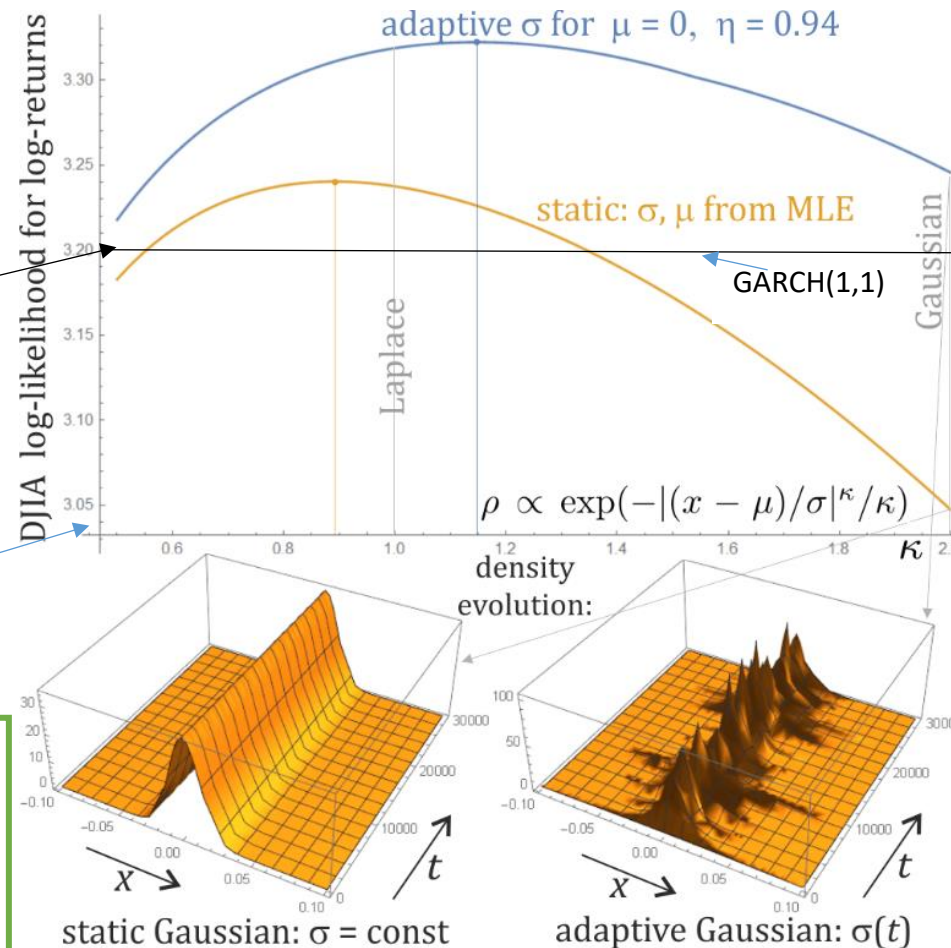 adaptive σ for μ = 0, η = 0.94
DJIA log-likelihood for log-returns
3.30
3.25
3.20
3.15
3.10
3.05
static: σ, μ from MLE
GARCH(1,1)
Laplace
Gaussian
ρ ∝ exp(−|(x − μ)/σ|^κ/κ)
0.6 0.8 1.0 1.2 1.4 1.6 1.8 2.
κ
density
evolution:
30
20
10
0
−0.10
−0.05
0.00
0.05
0.10
0
10000
20000
30000
x
t
100
50
0
−0.10
−0.05
0.00
0.05
0.10
0
10000
20000
3000
x
t
static Gaussian: σ = const
adaptive Gaussian: σ(t)